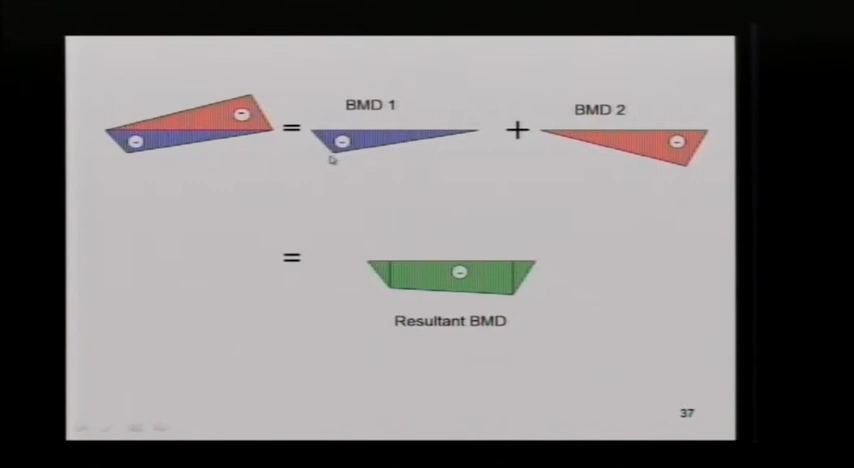 BMD 1
BMD 2
=
+
=
Resultant BMD
37